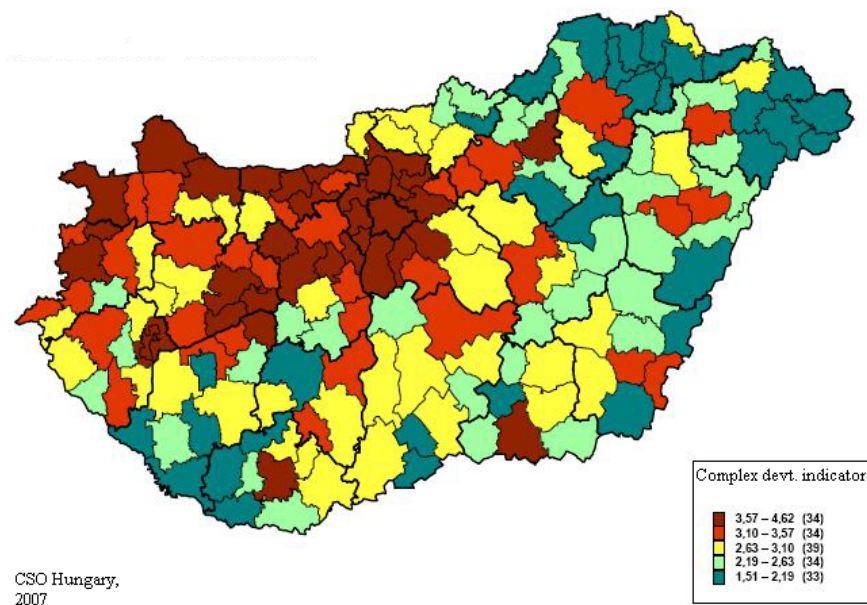 Complex devt. indicator
3,57 – 4,62 (34)
3,10 – 3,57 (34)
2,63 – 3,10 (39)
2,19 – 2,63 (34)
1,51 – 2,19 (33)
CSO Hungary,
2007